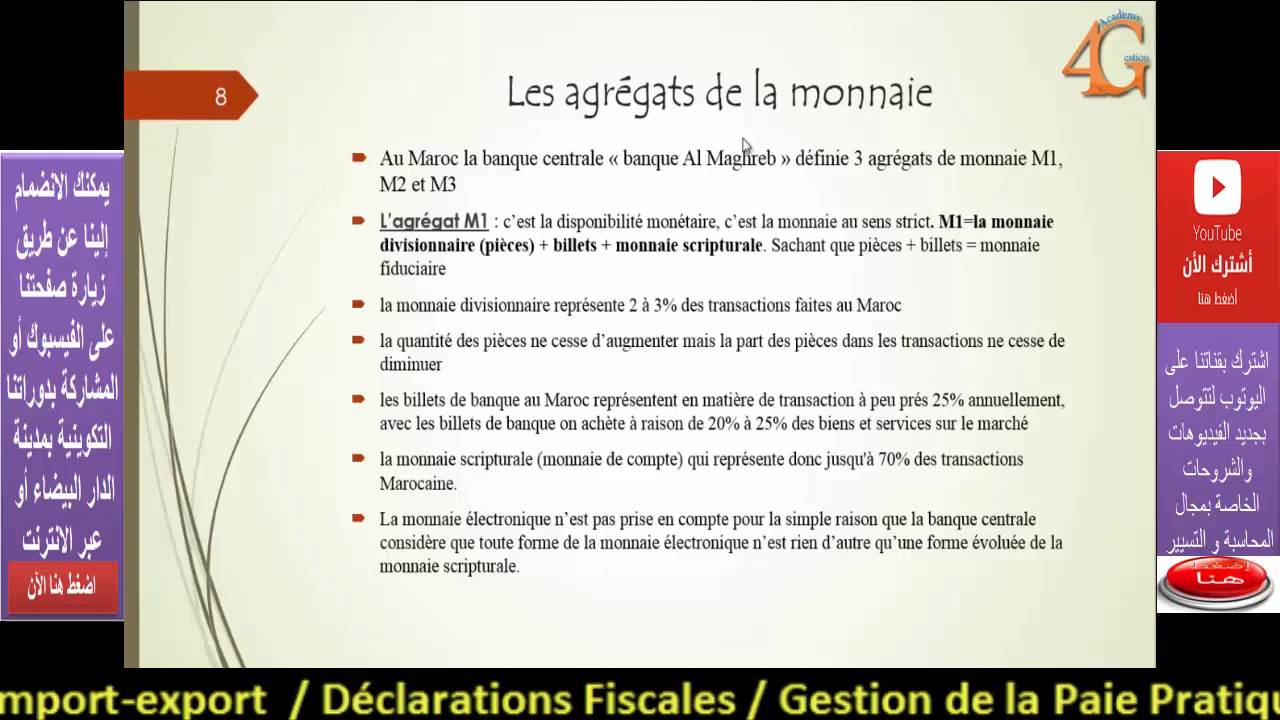 8
Les agrégats de la monnaie
Academy
4G
estion
Au Maroc la banque centrale « banque Al Maghreb » définie 3 agrégats de monnaie M1,
M2 et M3
L'agrégat M1 : c'est la disponibilité monétaire, c'est la monnaie au sens strict. M1=la monnaie
divisionnaire (pièces) + billets + monnaie scripturale. Sachant que pièces + billets = monnaie
fiduciaire
la monnaie divisionnaire représente 2 à 3% des transactions faites au Maroc
la quantité des pièces ne cesse d'augmenter mais la part des pièces dans les transactions ne cesse de
diminuer
les billets de banque au Maroc représentent en matière de transaction à peu prés 25% annuellement,
avec les billets de banque on achète à raison de 20% à 25% des biens et services sur le marché
la monnaie scripturale (monnaie de compte) qui représente donc jusqu'à 70% des transactions
Marocaine.
La monnaie électronique n'est pas prise en compte pour la simple raison que la banque centrale
considère que toute forme de la monnaie électronique n'est rien d'autre qu'une forme évoluée de la
monnaie scripturale.
يمكنك الانضمام
إلينا عن طريق
زيارة صفحتنا
على الفيسبوك أو
المشاركة بدوراتنا
التكوينية بمدينة
الدار البيضاء أو
عبر الانترنت
اضغط هنا الآن
YouTube
أشترك الأن
أضغط هنا
اشترك بقناتنا على
اليوتوب لتتوصل
بجديد الفيديوهات
والشروحات
الخاصة بمجال
المحاسبة و التسيير
إضغط
هنا
mport-export / Déclarations Fiscales / Gestion de la Paie Pratiqu